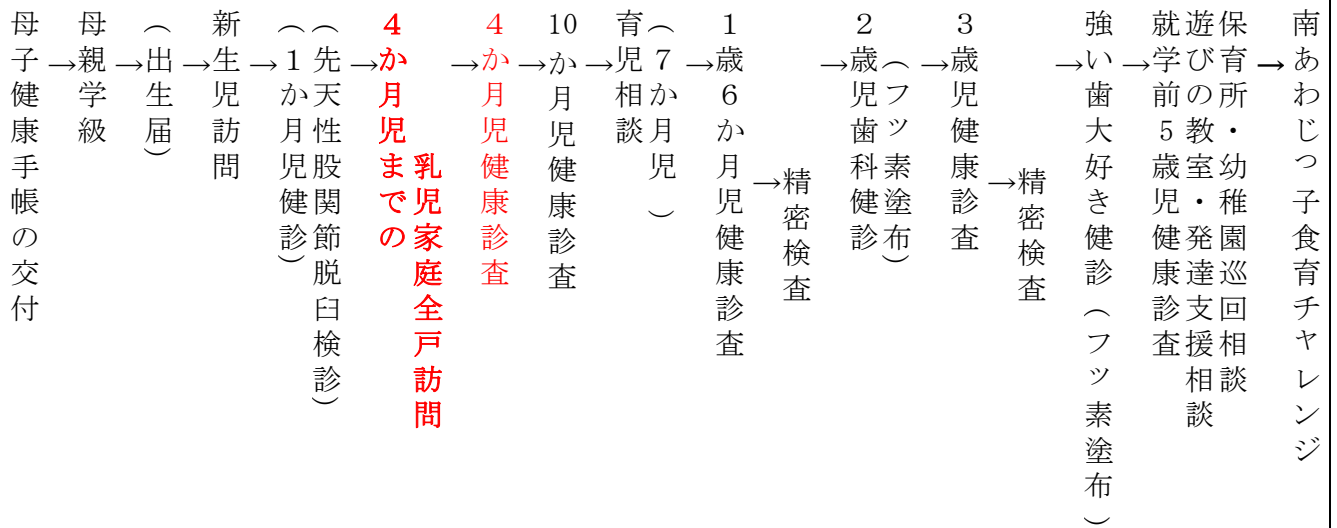 母子健康手帳の交付
→
母親学級
→
（出生届）
→
新生児訪問
→
（１か月児健診）
（先天性股関節脱臼検診）
→
４か月児までの
乳児家庭全戸訪問
→
４か月児健康診査
→
10か月児健康診査
→
育児相談
（７か月児　）
→
１歳６か月児健康診査
→
精密検査
→
２歳児歯科健診
（フッ素塗布）
→
３歳児健康診査
→
精密検査
→
強い歯大好き健診（フッ素塗布）
→
就学前５歳児健康診査
遊びの教室・発達支援相談
保育所・幼稚園巡回相談
→
南あわじっ子食育チャレンジ